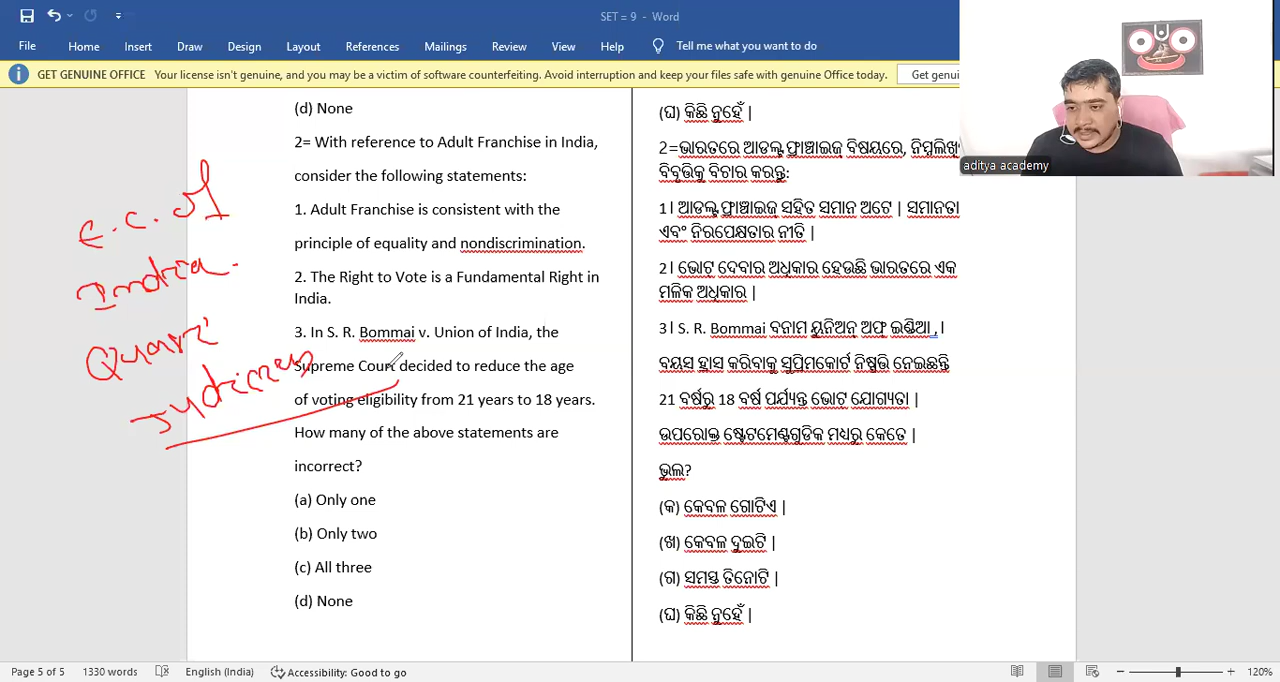 SET = 9 - Word
File Home Insert Draw Design Layout References Mailings Review View Help Tell me what you want to do
GET GENUINE OFFICE Your license isn't genuine, and you may be a victim of software counterfeiting. Avoid interruption and keep your files safe with genuine Office today. Get genui
aditya academy
(d) None
2= With reference to Adult Franchise in India,
consider the following statements:
1. Adult Franchise is consistent with the
principle of equality and nondiscrimination.
2. The Right to Vote is a Fundamental Right in
India.
3. In S. R. Bommai v. Union of India, the
Supreme Court decided to reduce the age
of voting eligibility from 21 years to 18 years.
How many of the above statements are
incorrect?
(a) Only one
(b) Only two
(c) All three
(d) None
E.C. of
India.
(ଘ) କିଛି ନୁହେଁ |
2=ଭାରତରେ ଆଡଲ୍ଟ ଫ୍ରାଞ୍ଚାଇଜ୍ ବିଷୟରେ, ନିମ୍ନଲିଖ
ବିବୃତ୍ତିକୁ ବିଚାର କରନ୍ତୁ:
1। ଆଡଲ୍ଟ ଫ୍ରାଞ୍ଚାଇଜ୍ ସହିତ ସମାନ ଅଟେ | ସମାନତା
ଏବଂ ନିରପେକ୍ଷତାର ନୀତି |
2। ଭୋଟ୍ ଦେବାର ଅଧିକାର ହେଉଛି ଭାରତରେ ଏକ
ମଳିକ ଅଧିକାର |
3। S. R. Bommai ବନାମ ୟୁନିଅନ୍ ଅଫ୍ ଇଣ୍ଡିଆ ,।
ବୟସ ହ୍ରାସ କରିବାକୁ ସୁପ୍ରିମକୋର୍ଟ ନିଷ୍ପତ୍ତି ନେଇଛନ୍ତି
21 ବର୍ଷରୁ 18 ବର୍ଷ ପର୍ଯ୍ୟନ୍ତ ଭୋଟ୍ ଯୋଗ୍ୟତା |
ଉପରୋକ୍ତ ଷ୍ଟେଟମେଣ୍ଟଗୁଡିକ ମଧ୍ୟରୁ କେତେ |
ଭୁଲ?
(କ) କେବଳ ଗୋଟିଏ |
(ଖ) କେବଳ ଦୁଇଟି |
(ଗ) ସମସ୍ତ ତିନୋଟି |
(ଘ) କିଛି ନୁହେଁ |
Page 5 of 5 1330 words English (India) Accessibility: Good to go 120%